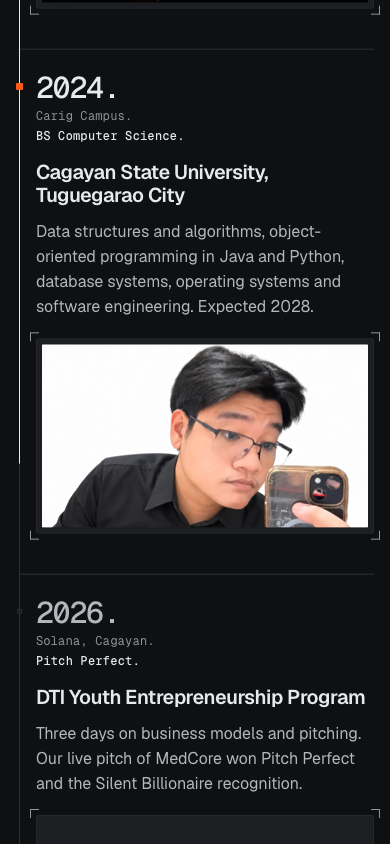 2024.
Carig Campus.
BS Computer Science.
Cagayan State University,
Tuguegarao City
Data structures and algorithms, object-
oriented programming in Java and Python,
database systems, operating systems and
software engineering. Expected 2028.
2026.
Solana, Cagayan.
Pitch Perfect.
DTI Youth Entrepreneurship Program
Three days on business models and pitching.
Our live pitch of MedCore won Pitch Perfect
and the Silent Billionaire recognition.